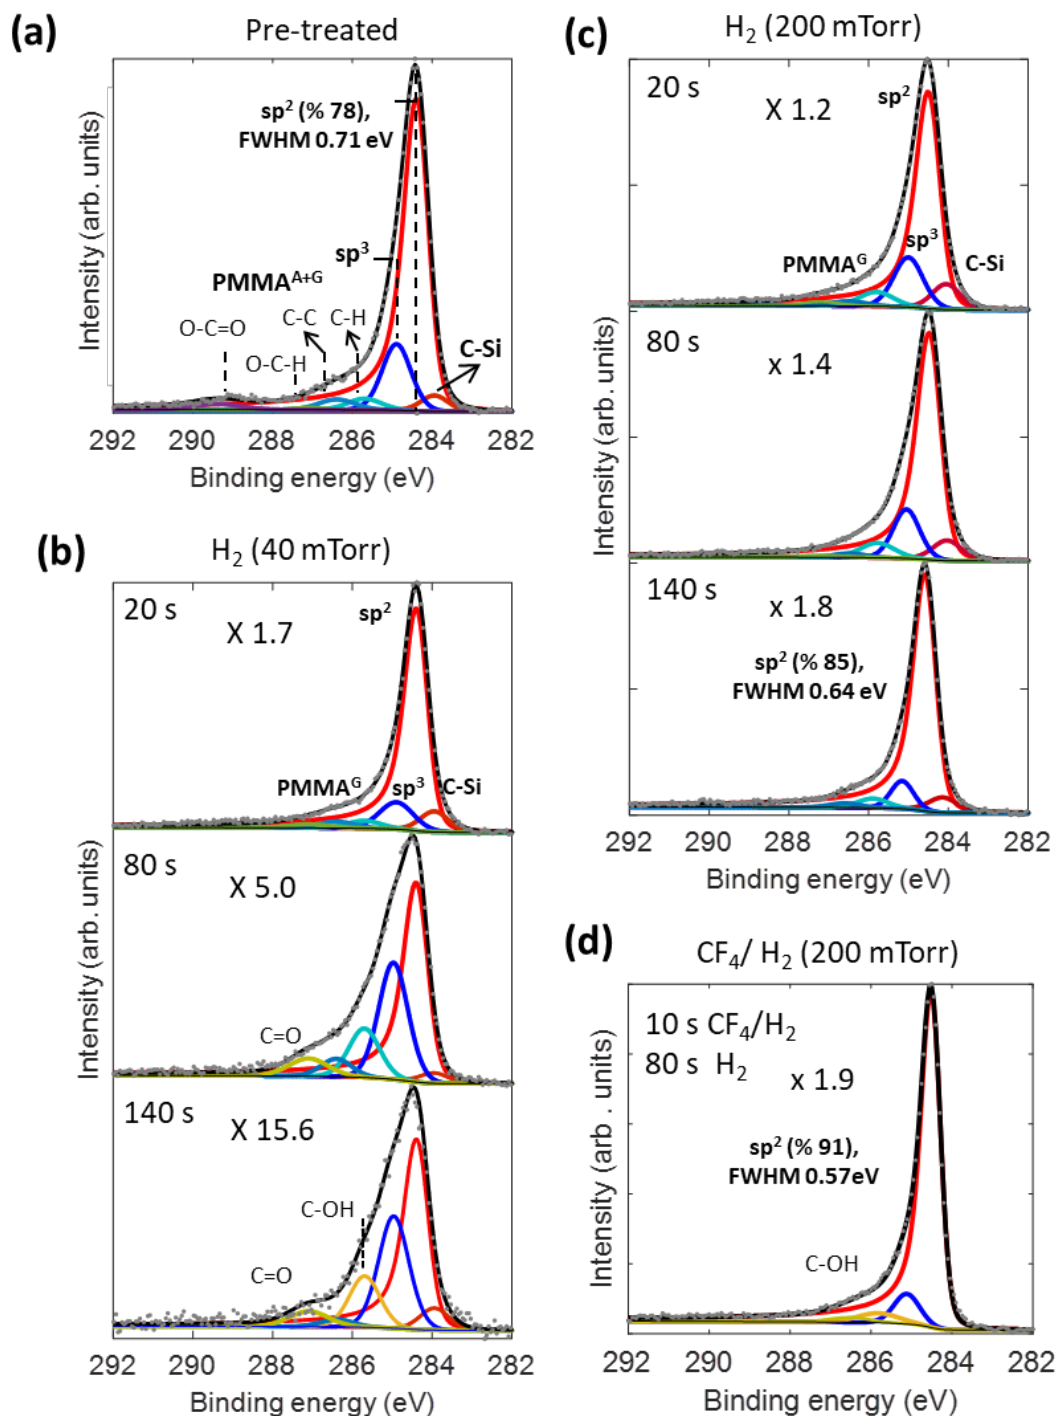 (a)
Pre-treated
sp² (% 78),
FWHM 0.71 eV
sp³
PMMAᴬ⁺ᴳ
C-C
C-H
O-C=O
O-C-H
C-Si
Intensity (arb. units)
292 290 288 286 284 282
Binding energy (eV)
(b)
H₂ (40 mTorr)
20 s
X 1.7
sp²
PMMAᴳ
sp³
C-Si
80 s
X 5.0
C=O
140 s
X 15.6
C-OH
C=O
Intensity (arb. units)
292 290 288 286 284 282
Binding energy (eV)
(c)
H₂ (200 mTorr)
20 s
X 1.2
sp²
PMMAᴳ
sp³
C-Si
80 s
x 1.4
140 s
x 1.8
sp² (% 85),
FWHM 0.64 eV
Intensity (arb. units)
292 290 288 286 284 282
Binding energy (eV)
(d)
CF₄/ H₂ (200 mTorr)
10 s CF₄/H₂
80 s H₂
x 1.9
sp² (% 91),
FWHM 0.57eV
C-OH
Intensity (arb . units)
292 290 288 286 284 282
Binding energy (eV)